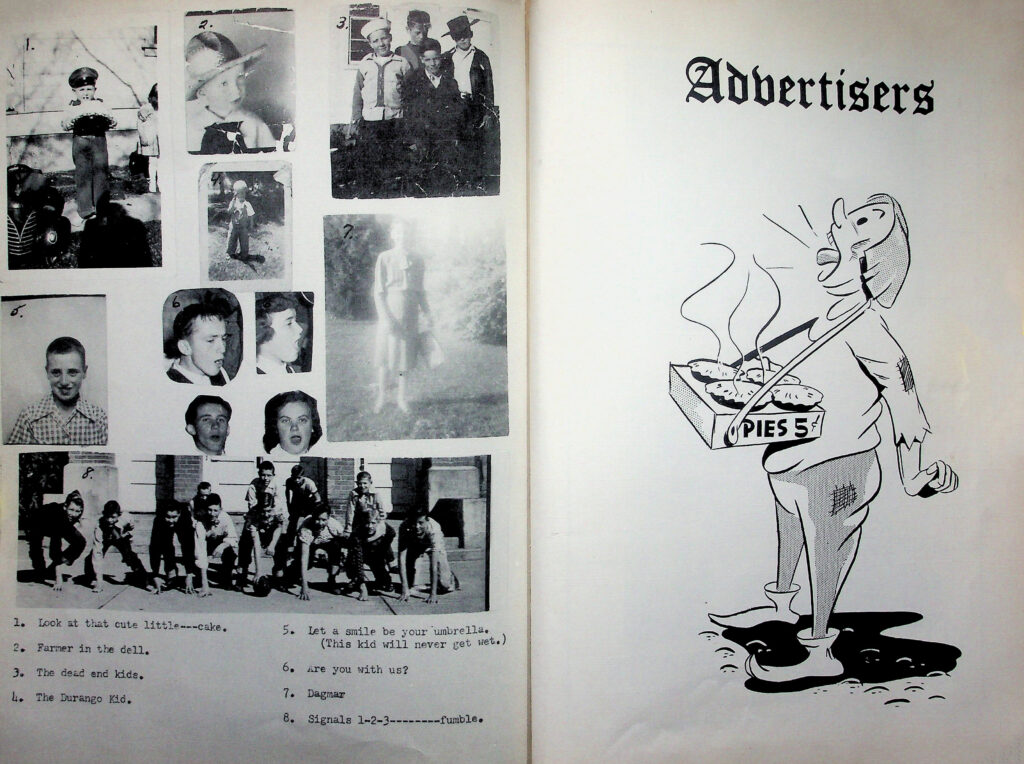 1.
2.
3.
4.
5.
6
7.
8.
1. Look at that cute little---cake.
2. Farmer in the dell.
3. The dead end kids.
4. The Durango Kid.
5. Let a smile be your umbrella.
(This kid will never get wet.)
6. Are you with us?
7. Dagmar
8. Signals 1-2-3--------fumble.
Advertisers
PIES 5¢